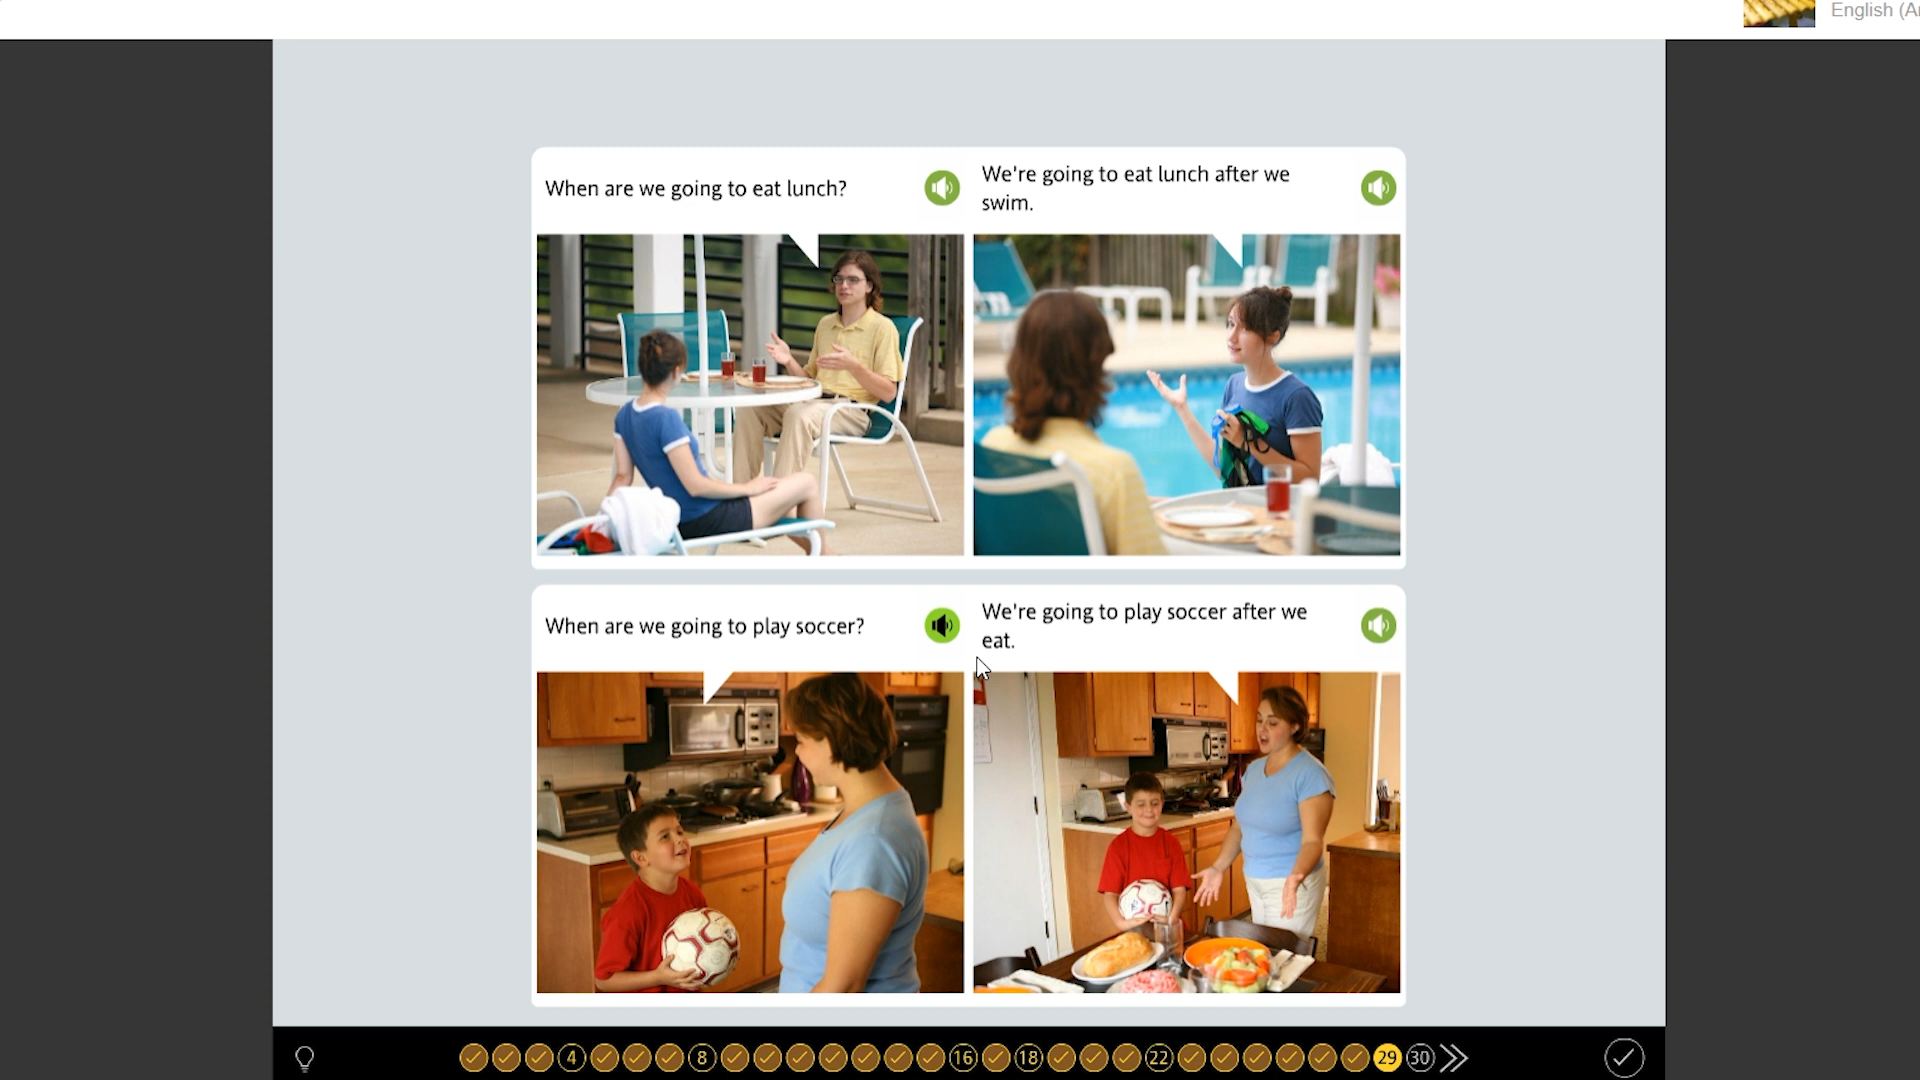 English (A
When are we going to eat lunch?
We're going to eat lunch after we
swim.
When are we going to play soccer?
We're going to play soccer after we
eat.
4 8 16 18 22 29 30